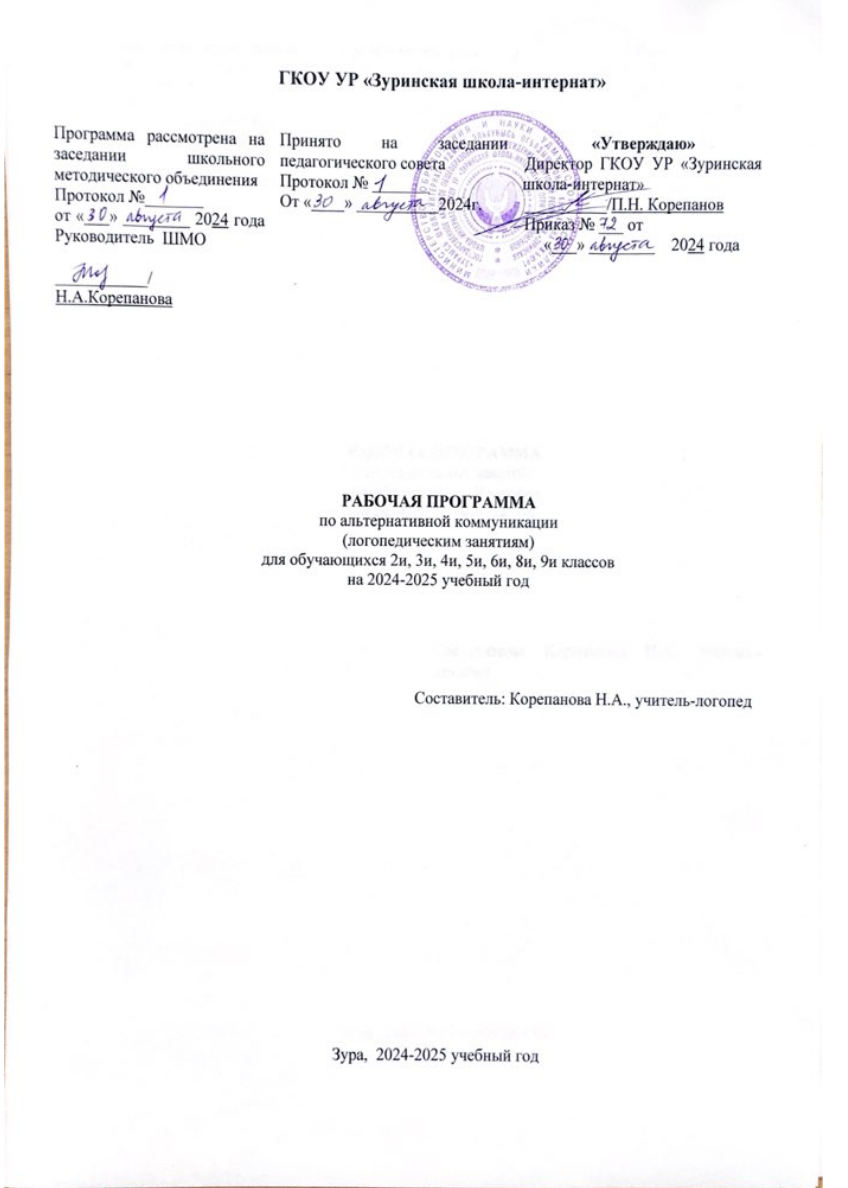 ГКОУ УР «Зуринская школа-интернат»
Программа рассмотрена на
заседании школьного
методического объединения
Протокол № 1
от «30» августа 2024 года
Руководитель ШМО
/
Н.А.Корепанова
Принято на заседании
педагогического совета
Протокол № 1
От «30» августа 2024г.
«Утверждаю»
Директор ГКОУ УР «Зуринская
школа-интернат»
/П.Н. Корепанов
Приказ № 72 от
«30» августа 2024 года
РАБОЧАЯ ПРОГРАММА
по альтернативной коммуникации
(логопедическим занятиям)
для обучающихся 2и, 3и, 4и, 5и, 6и, 8и, 9и классов
на 2024-2025 учебный год
Составитель: Корепанова Н.А., учитель-логопед
Зура, 2024-2025 учебный год